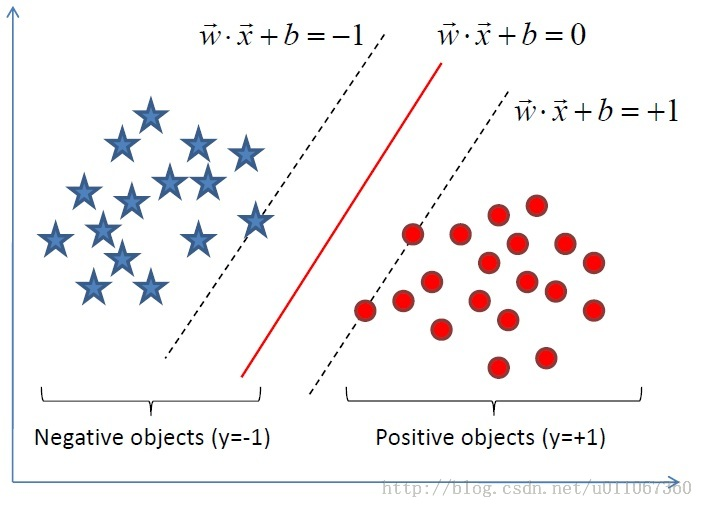 w⃗·x⃗+b=−1
w⃗·x⃗+b=0
w⃗·x⃗+b=+1
Negative objects (y=-1)
Positive objects (y=+1)
http://blog.csdn.net/u011067360